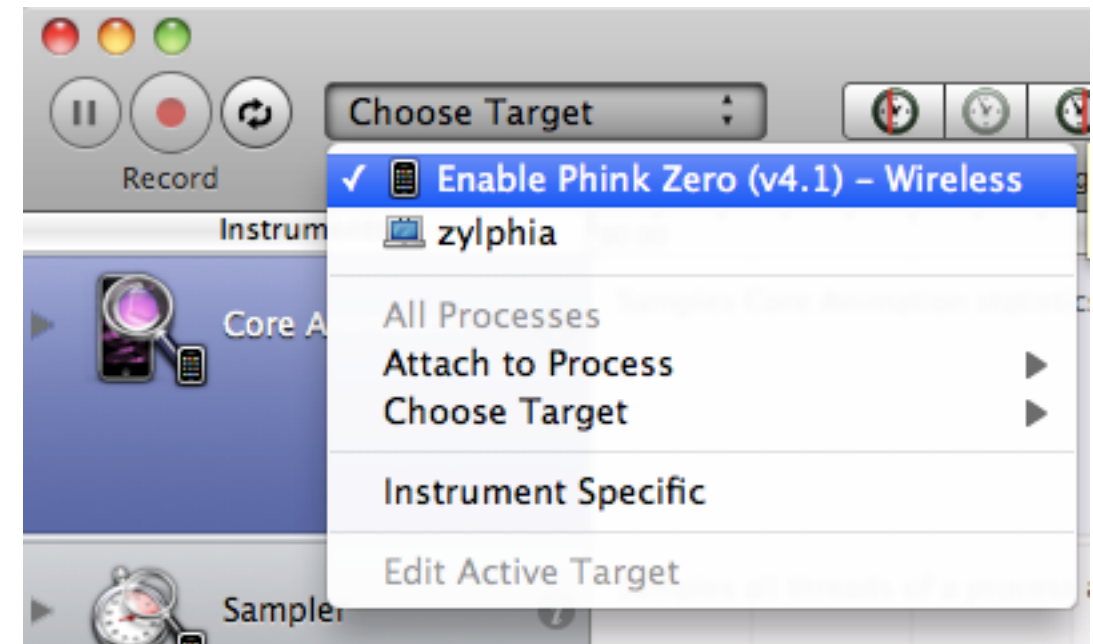 Choose Target
Record
✓ Enable Phink Zero (v4.1) – Wireless
Instrum
zylphia
Core A
All Processes
Attach to Process
Choose Target
Instrument Specific
Edit Active Target
Sampler